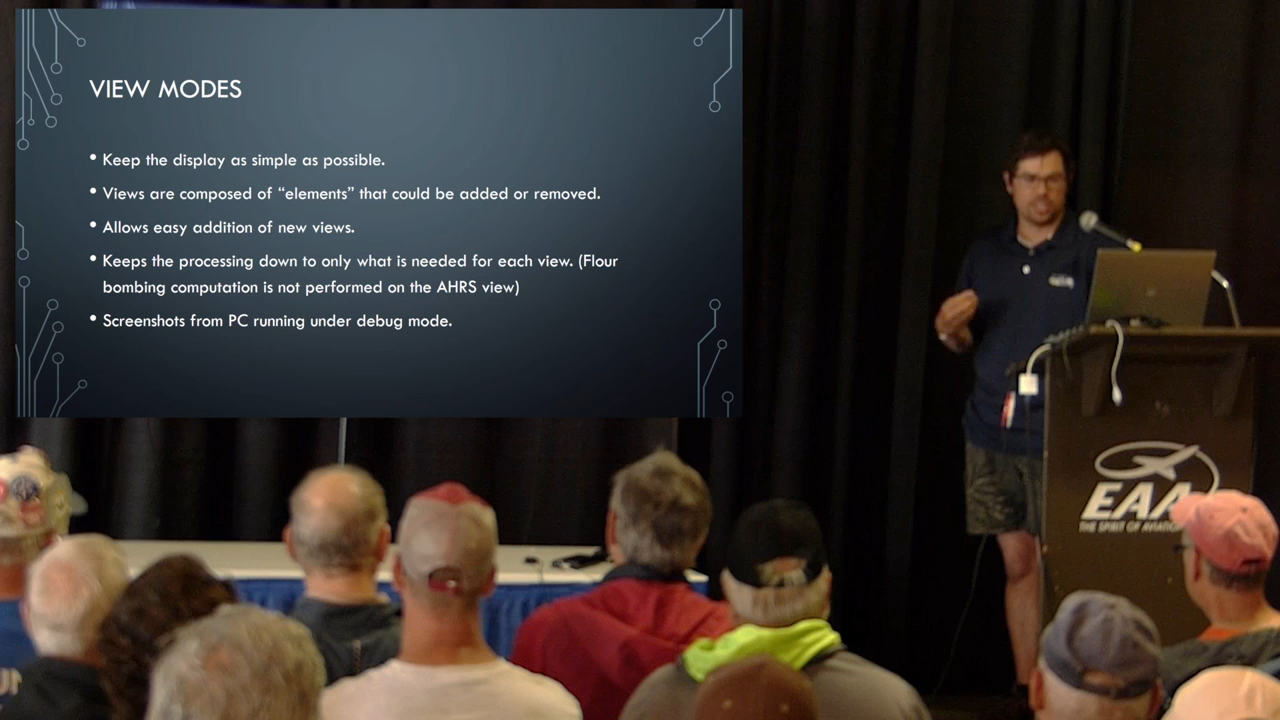 VIEW MODES
• Keep the display as simple as possible.
• Views are composed of “elements” that could be added or removed.
• Allows easy addition of new views.
• Keeps the processing down to only what is needed for each view. (Flour
bombing computation is not performed on the AHRS view)
• Screenshots from PC running under debug mode.
EAA
THE SPIRIT OF